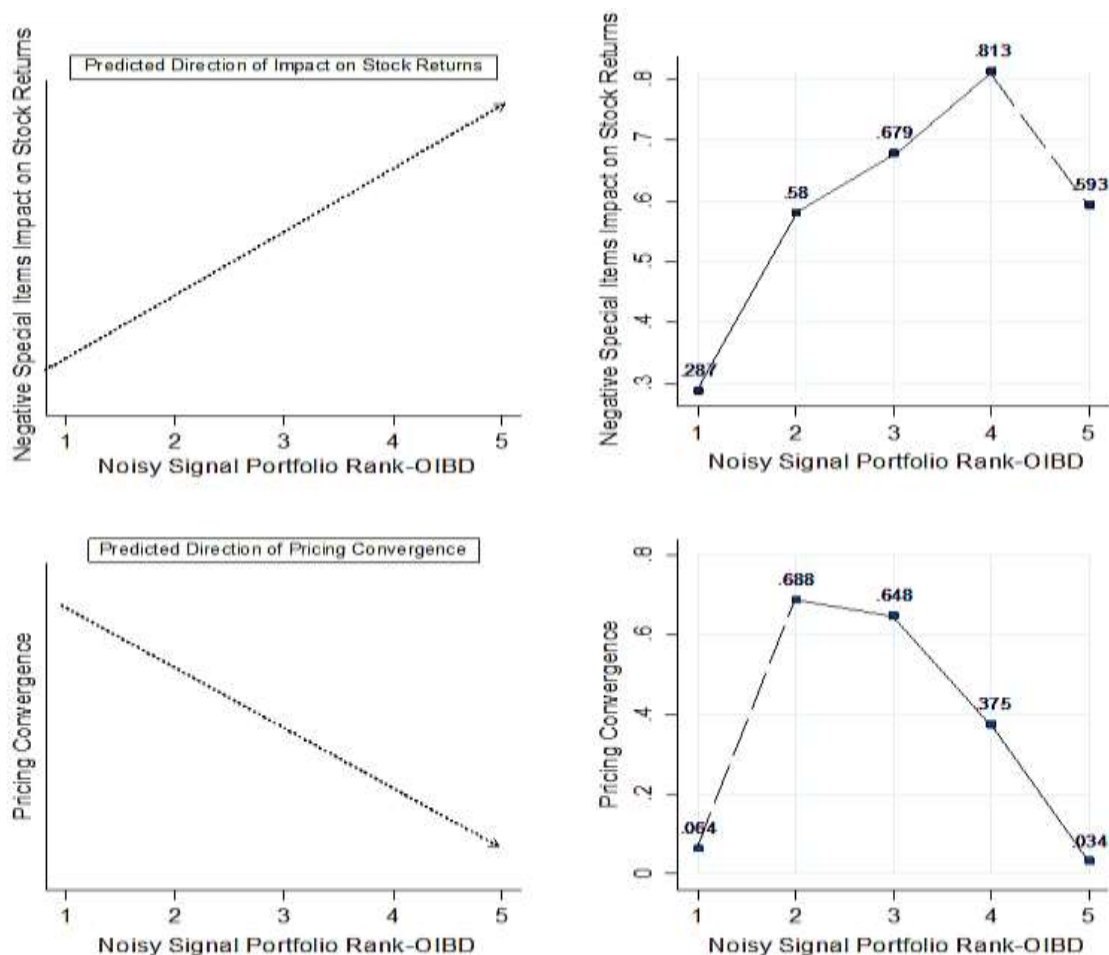 Predicted Direction of Impact on Stock Returns
Negative Special Items Impact on Stock Returns
1 2 3 4 5
Noisy Signal Portfolio Rank-OIBD
Negative Special Items Impact on Stock Returns
.8
.7
.6
.5
.4
.3
.287
.58
.679
.813
.593
1 2 3 4 5
Noisy Signal Portfolio Rank-OIBD
Predicted Direction of Pricing Convergence
Pricing Convergence
1 2 3 4 5
Noisy Signal Portfolio Rank-OIBD
Pricing Convergence
.8
.6
.4
.2
0
.064
.688
.648
.375
.034
1 2 3 4 5
Noisy Signal Portfolio Rank-OIBD